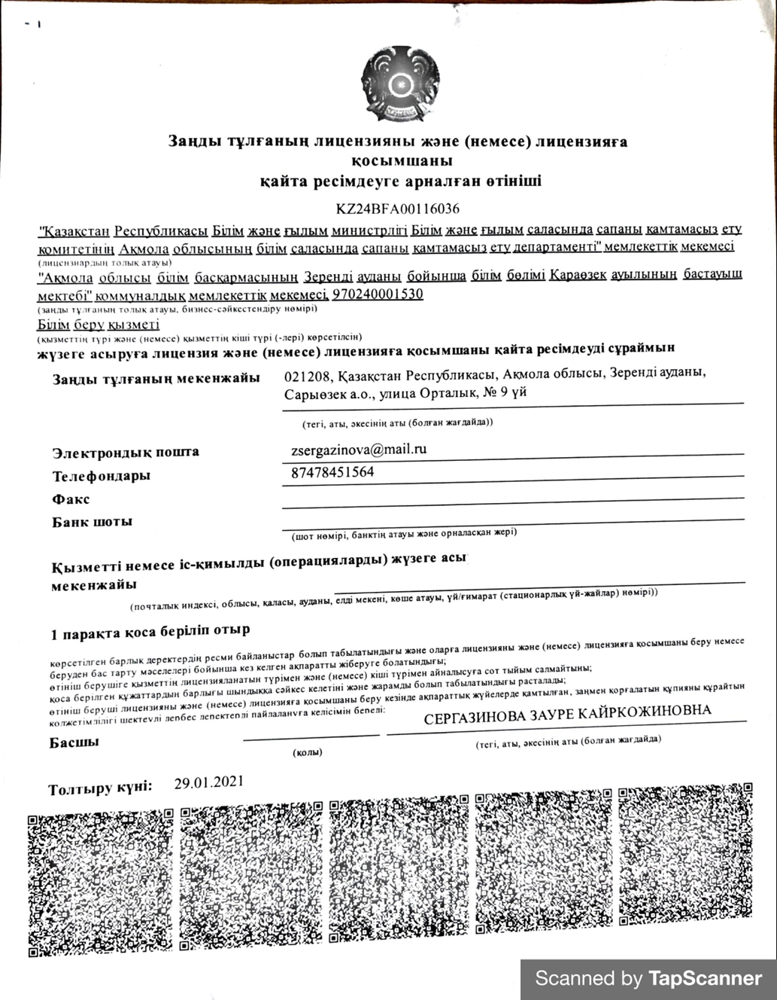 Заңды тұлғаның лицензияны және (немесе) лицензияға
қосымшаны
қайта ресімдеуге арналған өтініші
KZ24BFA00116036
"Қазақстан Республикасы Білім және ғылым министрлігі Білім және ғылым саласында сапаны қамтамасыз ету
комитетінің Ақмола облысының білім саласында сапаны қамтамасыз ету департаменті" мемлекеттік мекемесі
(лицензиардың толық атауы)
"Ақмола облысы білім басқармасының Зеренді ауданы бойынша білім бөлімі Караөзек ауылының бастауыш
мектебі" коммуналдық мемлекеттік мекемесі, 970240001530
(заңды тұлғаның толық атауы, бизнес-сәйкестендіру нөмірі)
Білім беру қызметі
(қызметтің түрі және (немесе) қызметтің кіші түрі (-лері) көрсетілсін)
жүзеге асыруға лицензия және (немесе) лицензияға қосымшаны қайта ресімдеуді сұраймын
Заңды тұлғаның мекенжайы 021208, Қазақстан Республикасы, Ақмола облысы, Зеренді ауданы,
Сарыөзек а.о., улица Орталык, № 9 үй
(тегі, аты, әкесінің аты (болған жағдайда))
Электрондық пошта zsergazinova@mail.ru
Телефондары 87478451564
Факс
Банк шоты
(шот нөмірі, банктің атауы және орналасқан жері)
Қызметті немесе іс-қимылды (операцияларды) жүзеге асы
мекенжайы
(почталық индексі, облысы, қаласы, ауданы, елді мекені, көше атауы, үй/ғимарат (стационарлық үй-жайлар) нөмірі))
1 парақта қоса беріліп отыр
көрсетілген барлық деректердің ресми байланыстар болып табылатындығы және оларға лицензияны және (немесе) лицензияға қосымшаны беру немесе
беруден бас тарту мәселелері бойынша кез келген ақпаратты жіберуге болатындығы;
өтініш берушіге қызметтің лицензияланатын түрімен және (немесе) кіші түрімен айналысуға сот тыйым салмайтыны;
қоса берілген құжаттардың барлығы шындыққа сәйкес келетіні және жарамды болып табылатындығы расталады;
өтініш беруші лицензияны және (немесе) лицензияға қосымшаны беру кезінде ақпараттық жүйелерде қамтылған, заңмен қорғалатын құпияны құрайтын
қолжетімділігі шектеулі дербес деректерді пайдалануға келісімін береді:
СЕРГАЗИНОВА ЗАУРЕ КАЙРКОЖИНОВНА
Басшы
(қолы) (тегі, аты, әкесінің аты (болған жағдайда)
Толтыру күні: 29.01.2021
Scanned by TapScanner